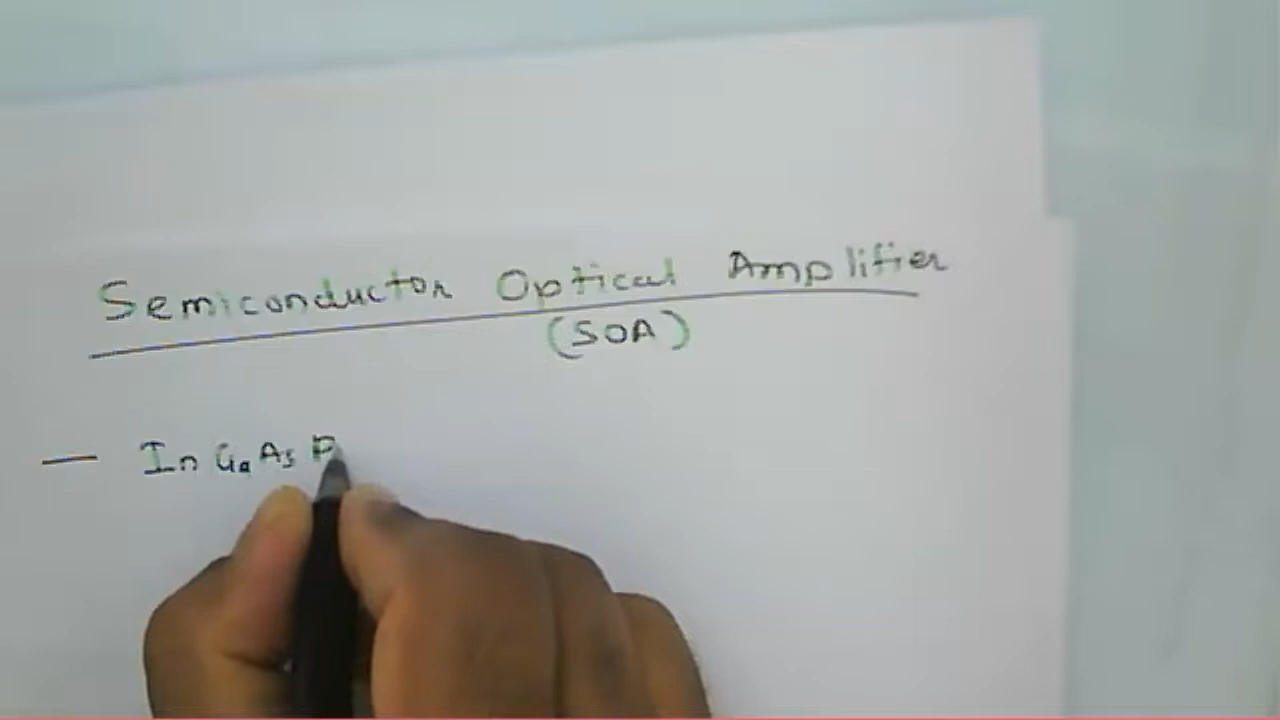 Semiconductor Optical Amplifier
(SOA)
— In Ga As P